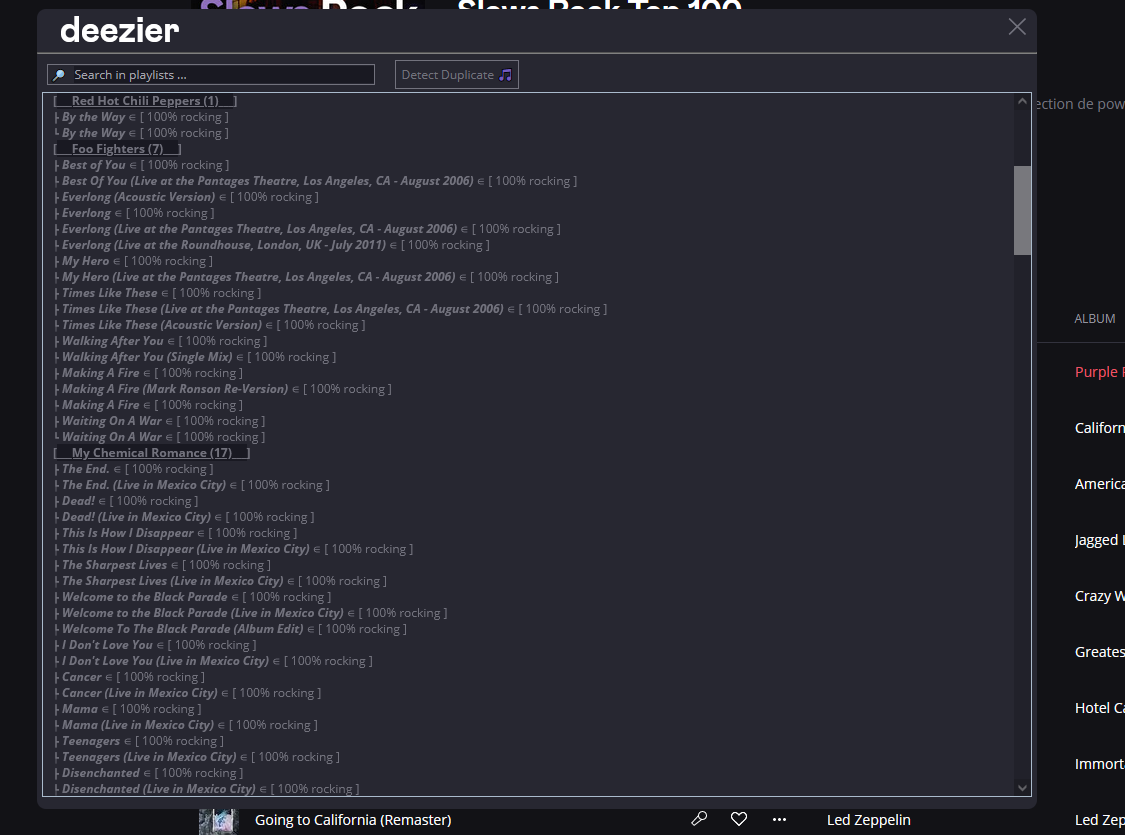 Slows Rock
Slows Rock Top 100
deezier
Search in playlists ...
Detect Duplicate
[ Red Hot Chili Peppers (1) ]
├ By the Way ∈ [ 100% rocking ]
└ By the Way ∈ [ 100% rocking ]
[ Foo Fighters (7) ]
├ Best of You ∈ [ 100% rocking ]
├ Best Of You (Live at the Pantages Theatre, Los Angeles, CA - August 2006) ∈ [ 100% rocking ]
├ Everlong (Acoustic Version) ∈ [ 100% rocking ]
├ Everlong ∈ [ 100% rocking ]
├ Everlong (Live at the Pantages Theatre, Los Angeles, CA - August 2006) ∈ [ 100% rocking ]
├ Everlong (Live at the Roundhouse, London, UK - July 2011) ∈ [ 100% rocking ]
├ My Hero ∈ [ 100% rocking ]
├ My Hero (Live at the Pantages Theatre, Los Angeles, CA - August 2006) ∈ [ 100% rocking ]
├ Times Like These ∈ [ 100% rocking ]
├ Times Like These (Live at the Pantages Theatre, Los Angeles, CA - August 2006) ∈ [ 100% rocking ]
├ Times Like These (Acoustic Version) ∈ [ 100% rocking ]
├ Walking After You ∈ [ 100% rocking ]
├ Walking After You (Single Mix) ∈ [ 100% rocking ]
├ Making A Fire ∈ [ 100% rocking ]
├ Making A Fire (Mark Ronson Re-Version) ∈ [ 100% rocking ]
├ Making A Fire ∈ [ 100% rocking ]
├ Waiting On A War ∈ [ 100% rocking ]
└ Waiting On A War ∈ [ 100% rocking ]
[ My Chemical Romance (17) ]
├ The End. ∈ [ 100% rocking ]
├ The End. (Live in Mexico City) ∈ [ 100% rocking ]
├ Dead! ∈ [ 100% rocking ]
├ Dead! (Live in Mexico City) ∈ [ 100% rocking ]
├ This Is How I Disappear ∈ [ 100% rocking ]
├ This Is How I Disappear (Live in Mexico City) ∈ [ 100% rocking ]
├ The Sharpest Lives ∈ [ 100% rocking ]
├ The Sharpest Lives (Live in Mexico City) ∈ [ 100% rocking ]
├ Welcome to the Black Parade ∈ [ 100% rocking ]
├ Welcome to the Black Parade (Live in Mexico City) ∈ [ 100% rocking ]
├ Welcome To The Black Parade (Album Edit) ∈ [ 100% rocking ]
├ I Don't Love You ∈ [ 100% rocking ]
├ I Don't Love You (Live in Mexico City) ∈ [ 100% rocking ]
├ Cancer ∈ [ 100% rocking ]
├ Cancer (Live in Mexico City) ∈ [ 100% rocking ]
├ Mama ∈ [ 100% rocking ]
├ Mama (Live in Mexico City) ∈ [ 100% rocking ]
├ Teenagers ∈ [ 100% rocking ]
├ Teenagers (Live in Mexico City) ∈ [ 100% rocking ]
├ Disenchanted ∈ [ 100% rocking ]
├ Disenchanted (Live in Mexico City) ∈ [ 100% rocking ]
ection de pow
ALBUM
Purple
Californ
America
Jagged
Crazy W
Greates
Hotel Ca
Immort
Going to California (Remaster)
Led Zeppelin
Led Zep